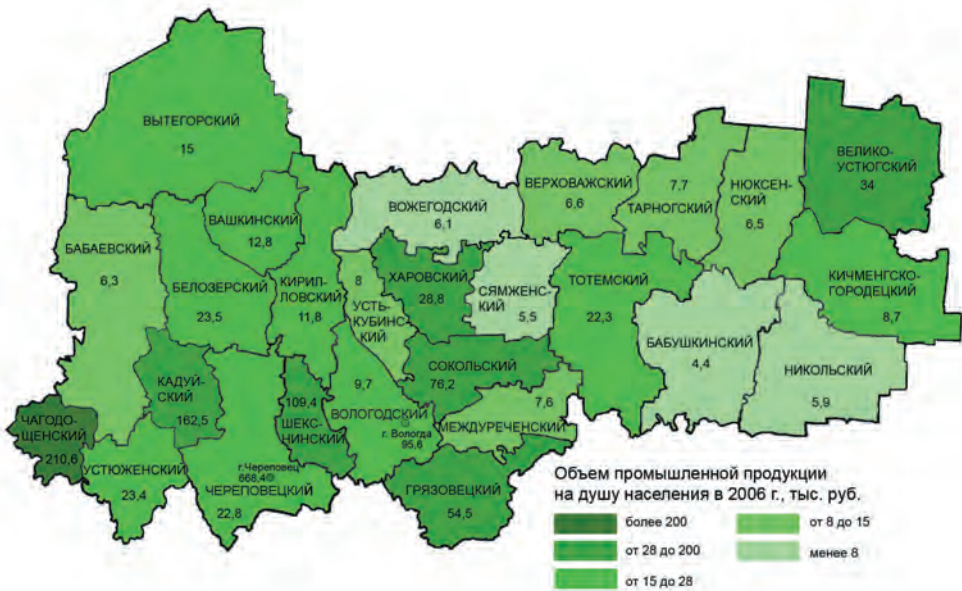 ВЫТЕГОРСКИЙ
15
ВЕЛИКО-
УСТЮГСКИЙ
34
ВЕРХОВАЖСКИЙ
6,6
7,7
ТАРНОГСКИЙ
НЮКСЕН-
СКИЙ
6,5
ВОЖЕГОДСКИЙ
6,1
ВАШКИНСКИЙ
12,8
БАБАЕВСКИЙ
6,3
БЕЛОЗЕРСКИЙ
23,5
КИРИЛ-
ЛОВСКИЙ
11,8
8
УСТЬ-
КУБИНС-
КИЙ
ХАРОВСКИЙ
28,8
СЯМЖЕНС-
КИЙ
5,5
ТОТЕМСКИЙ
22,3
КИЧМЕНГСКО-
ГОРОДЕЦКИЙ
8,7
БАБУШКИНСКИЙ
4,4
НИКОЛЬСКИЙ
5,9
СОКОЛЬСКИЙ
76,2
КАДУЙ-
СКИЙ
162,5
109,4
ШЕКС-
НИНСКИЙ
9,7
ВОЛОГОДСКИЙ
г. Вологда
95,6
7,6
МЕЖДУРЕЧЕНСКИЙ
ЧАГОДО-
ЩЕНСКИЙ
210,6
УСТЮЖЕНСКИЙ
23,4
г.Череповец
668,4
ЧЕРЕПОВЕЦКИЙ
22,8
ГРЯЗОВЕЦКИЙ
54,5
Объем промышленной продукции
на душу населения в 2006 г., тыс. руб.
более 200
от 28 до 200
от 15 до 28
от 8 до 15
менее 8